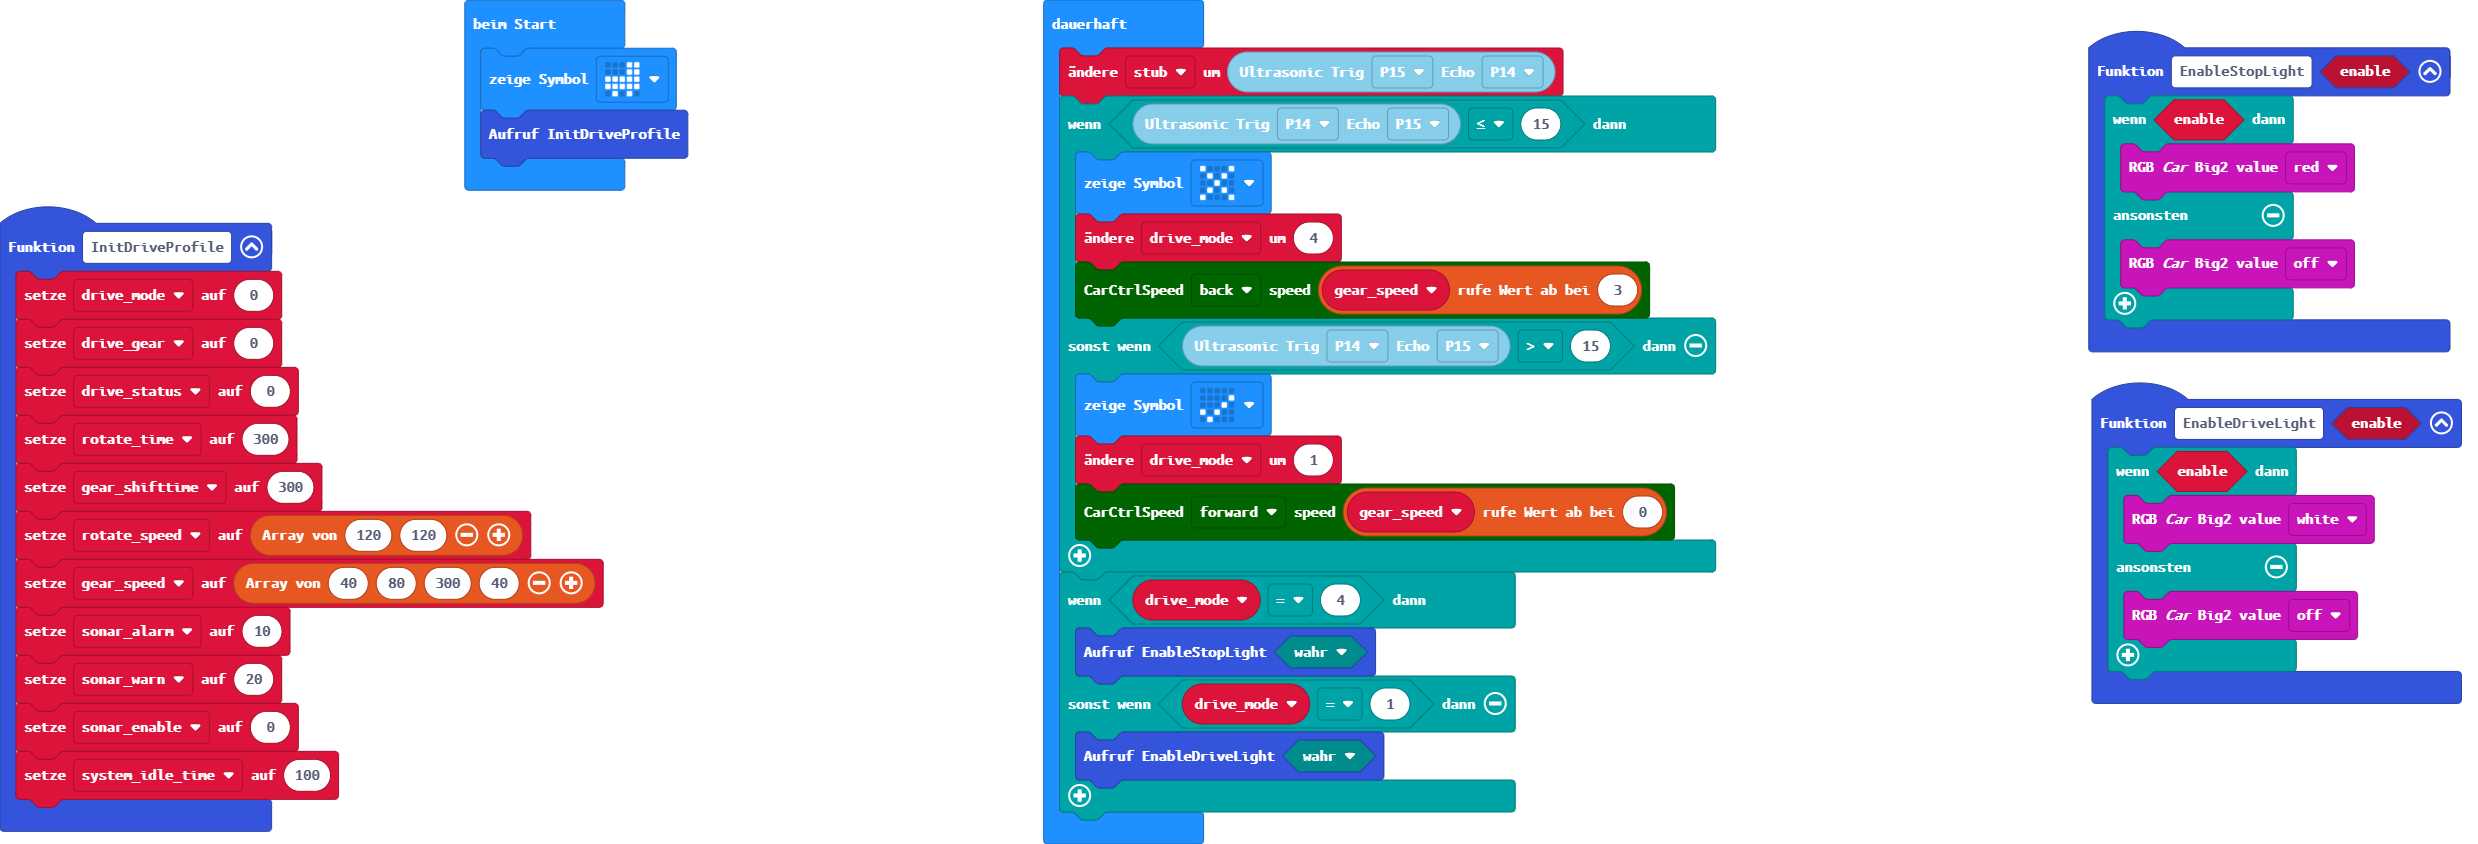 beim Start
zeige Symbol
Aufruf InitDriveProfile
Funktion InitDriveProfile
setze drive_mode auf 0
setze drive_gear auf 0
setze drive_status auf 0
setze rotate_time auf 300
setze gear_shifttime auf 300
setze rotate_speed auf Array von 120 120
setze gear_speed auf Array von 40 80 300 40
setze sonar_alarm auf 10
setze sonar_warn auf 20
setze sonar_enable auf 0
setze system_idle_time auf 100
dauerhaft
ändere stub um Ultrasonic Trig P15 Echo P14
wenn Ultrasonic Trig P14 Echo P15 ≤ 15 dann
zeige Symbol
ändere drive_mode um 4
CarCtrlSpeed back speed gear_speed rufe Wert ab bei 3
sonst wenn Ultrasonic Trig P14 Echo P15 > 15 dann
zeige Symbol
ändere drive_mode um 1
CarCtrlSpeed forward speed gear_speed rufe Wert ab bei 0
wenn drive_mode = 4 dann
Aufruf EnableStopLight wahr
sonst wenn drive_mode = 1 dann
Aufruf EnableDriveLight wahr
Funktion EnableStopLight enable
wenn enable dann
RGB Car Big2 value red
ansonsten
RGB Car Big2 value off
Funktion EnableDriveLight enable
wenn enable dann
RGB Car Big2 value white
ansonsten
RGB Car Big2 value off